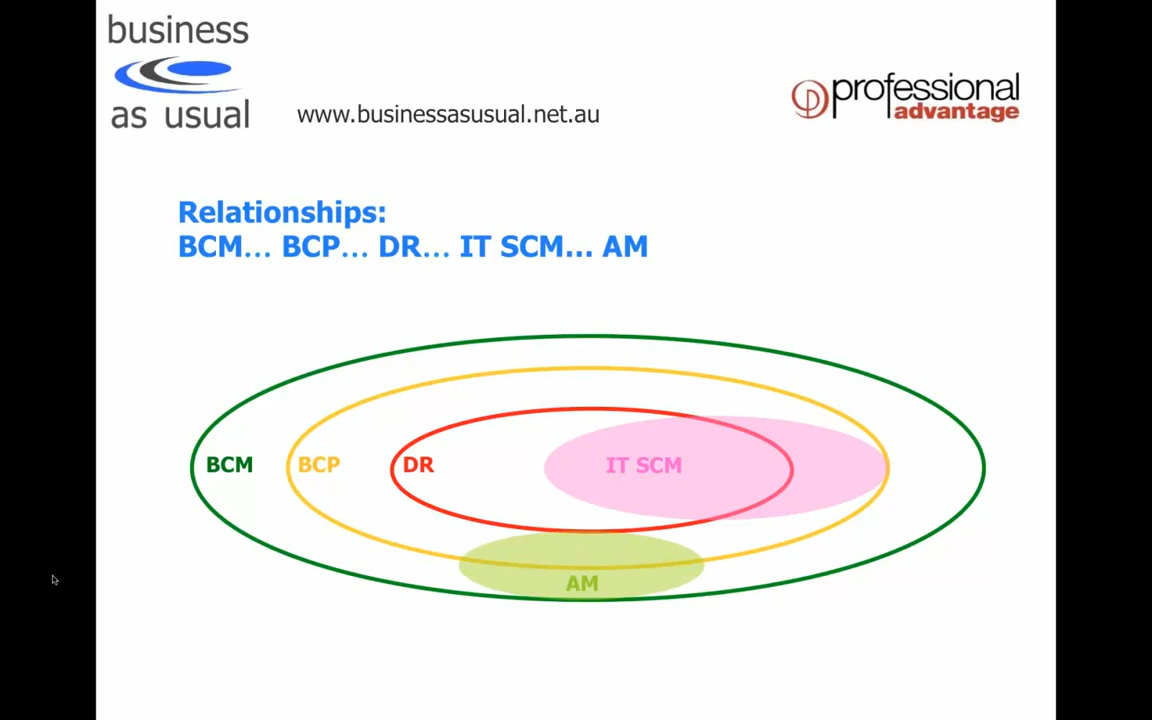 business
as usual
www.businessasusual.net.au
professional
advantage
Relationships:
BCM... BCP... DR... IT SCM... AM
BCM
BCP
DR
IT SCM
AM